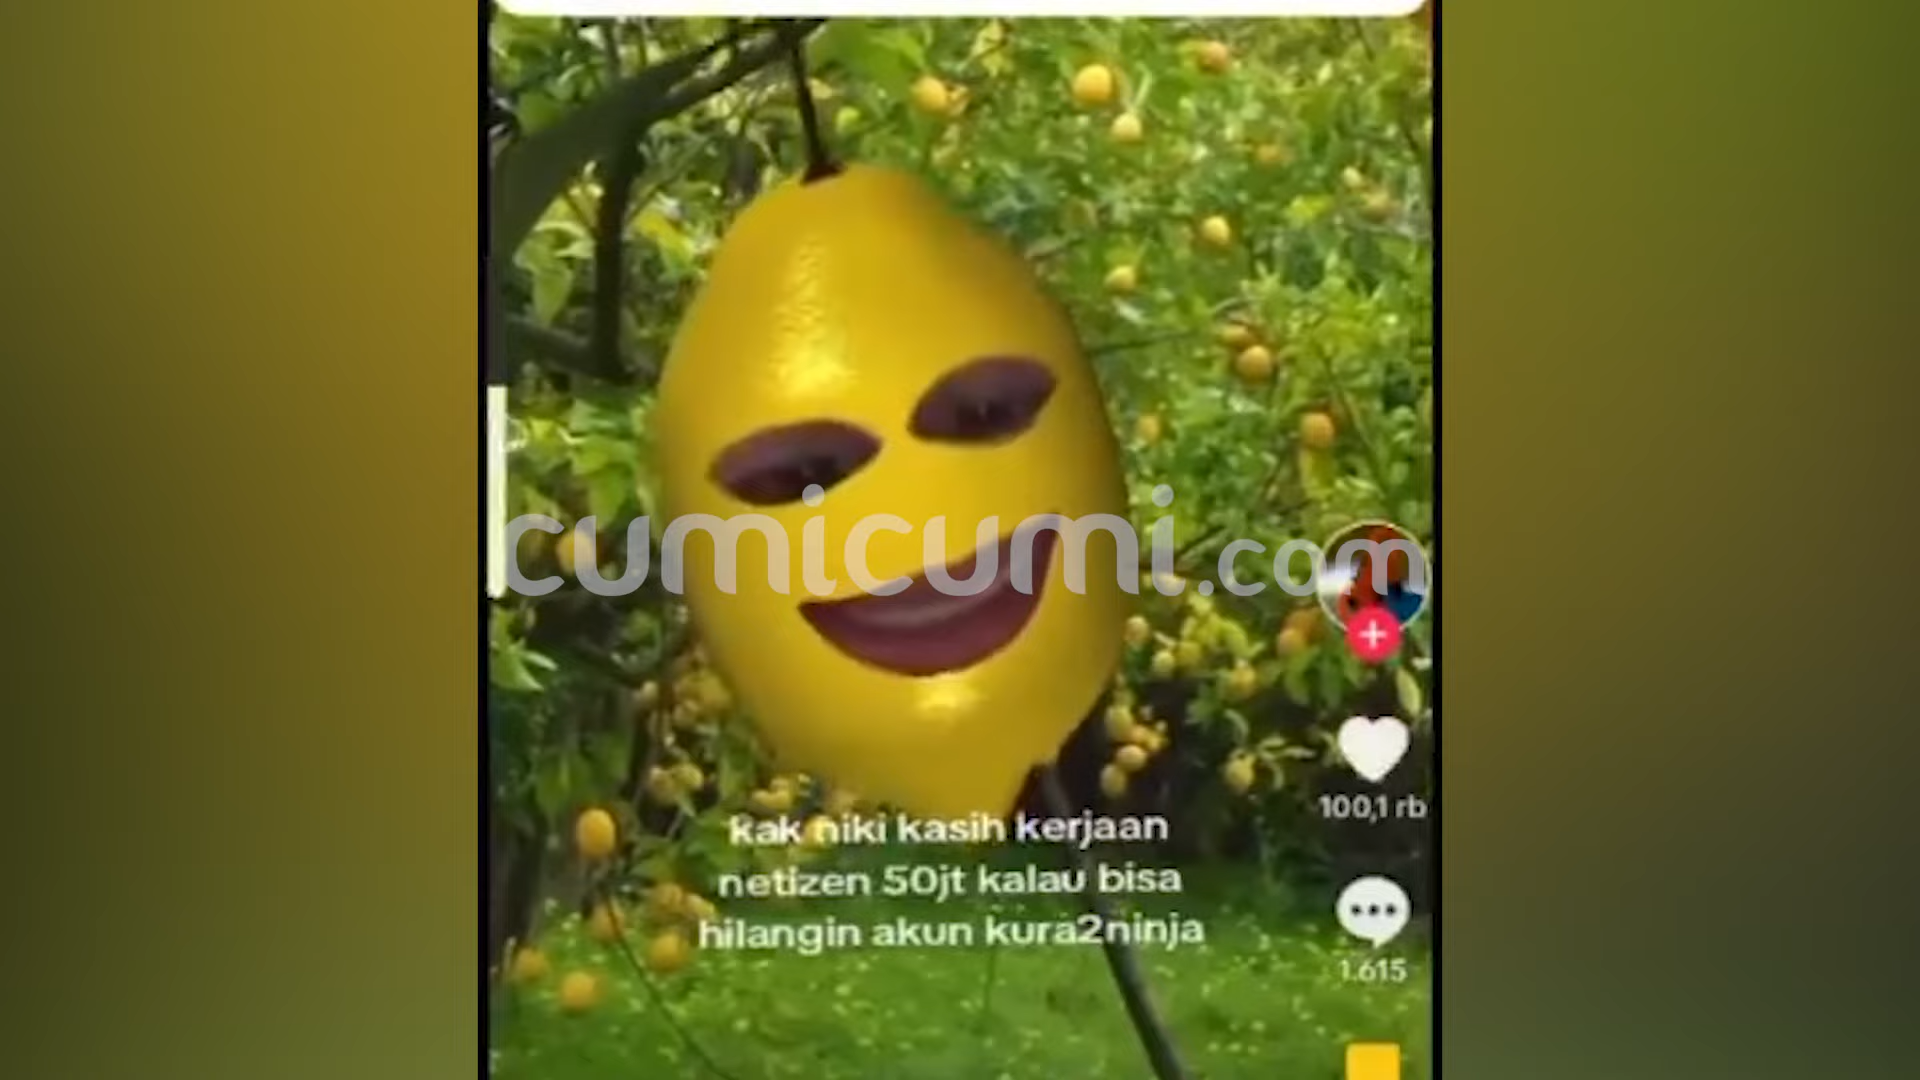 cumicumi.com
100,1 rb
kak niki kasih kerjaan
netizen 50jt kalau bisa
hilangin akun kura2ninja
1.615